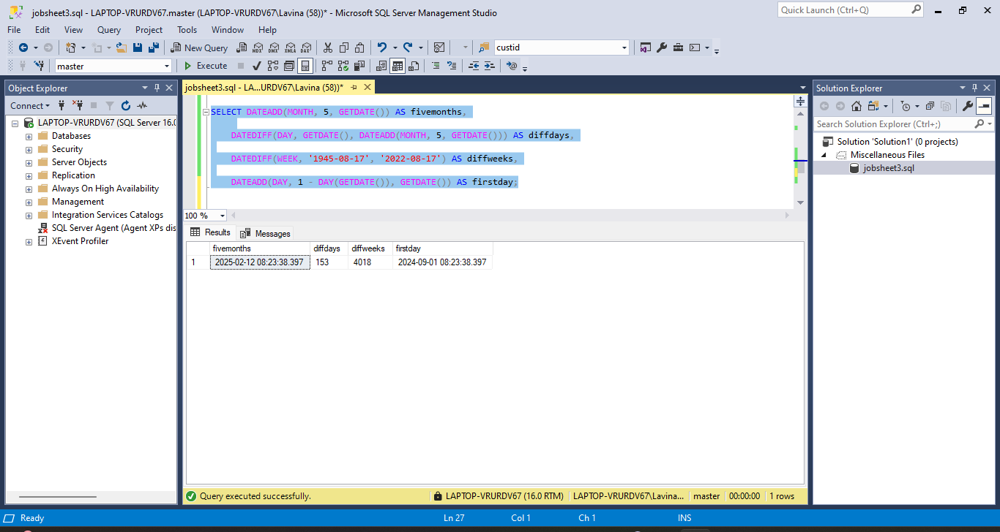 jobsheet3.sql - LAPTOP-VRURDV67.master (LAPTOP-VRURDV67\Lavina (58))* - Microsoft SQL Server Management Studio
Quick Launch (Ctrl+Q)
File Edit View Query Project Tools Window Help
New Query MDX DMX XMLA DAX custid
master Execute
Object Explorer
Connect
LAPTOP-VRURDV67 (SQL Server 16.0
Databases
Security
Server Objects
Replication
Always On High Availability
Management
Integration Services Catalogs
SQL Server Agent (Agent XPs dis
XEvent Profiler
jobsheet3.sql - LA...URDV67\Lavina (58))*
SELECT DATEADD(MONTH, 5, GETDATE()) AS fivemonths,
DATEDIFF(DAY, GETDATE(), DATEADD(MONTH, 5, GETDATE())) AS diffdays,
DATEDIFF(WEEK, '1945-08-17', '2022-08-17') AS diffweeks,
DATEADD(DAY, 1 - DAY(GETDATE()), GETDATE()) AS firstday;
100 %
Results Messages
fivemonths diffdays diffweeks firstday
1 2025-02-12 08:23:38.397 153 4018 2024-09-01 08:23:38.397
Query executed successfully. LAPTOP-VRURDV67 (16.0 RTM) LAPTOP-VRURDV67\Lavina... master 00:00:00 1 rows
Solution Explorer
Search Solution Explorer (Ctrl+;)
Solution 'Solution1' (0 projects)
Miscellaneous Files
jobsheet3.sql
Ready Ln 27 Col 1 Ch 1 INS